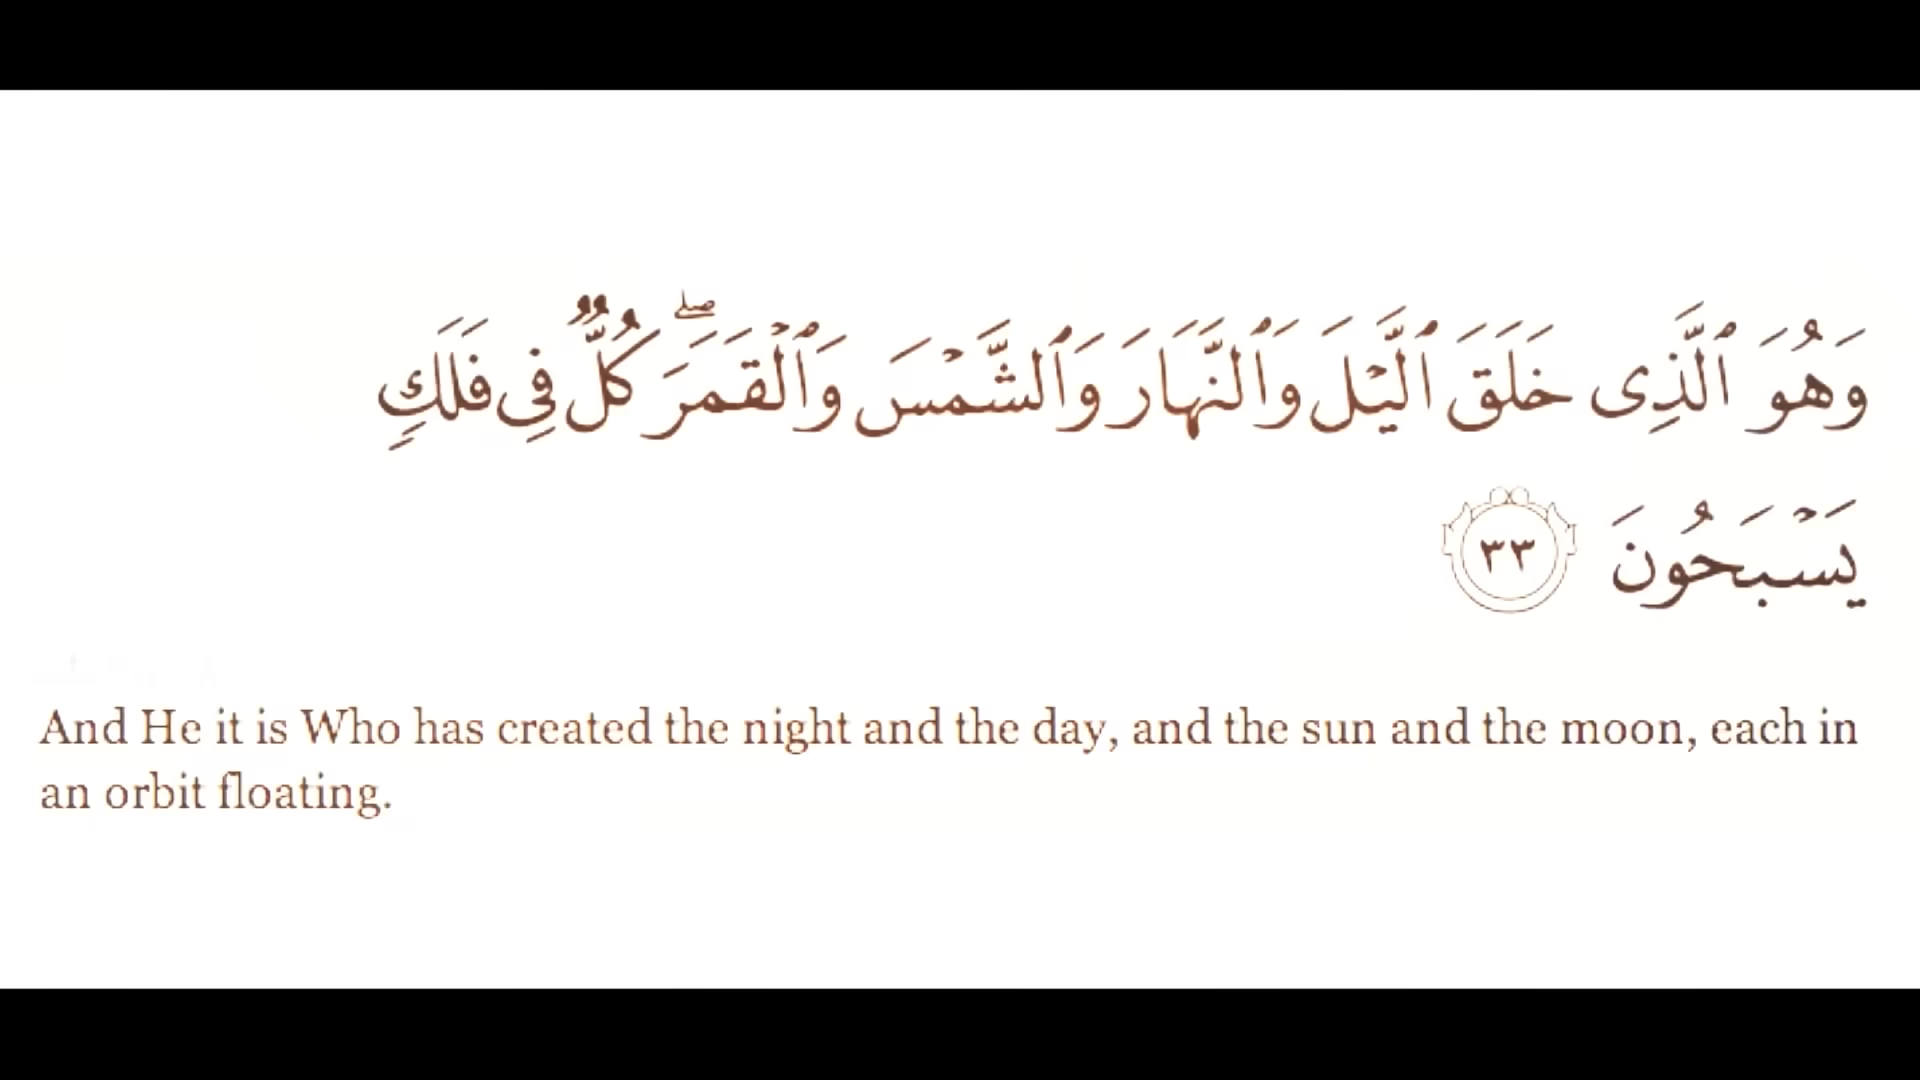 وَهُوَ ٱلَّذِى خَلَقَ ٱلَّيْلَ وَٱلنَّهَارَ وَٱلشَّمْسَ وَٱلْقَمَرَ ۖ كُلٌّ فِى فَلَكٍ
يَسْبَحُونَ ٣٣
And He it is Who has created the night and the day, and the sun and the moon, each in
an orbit floating.